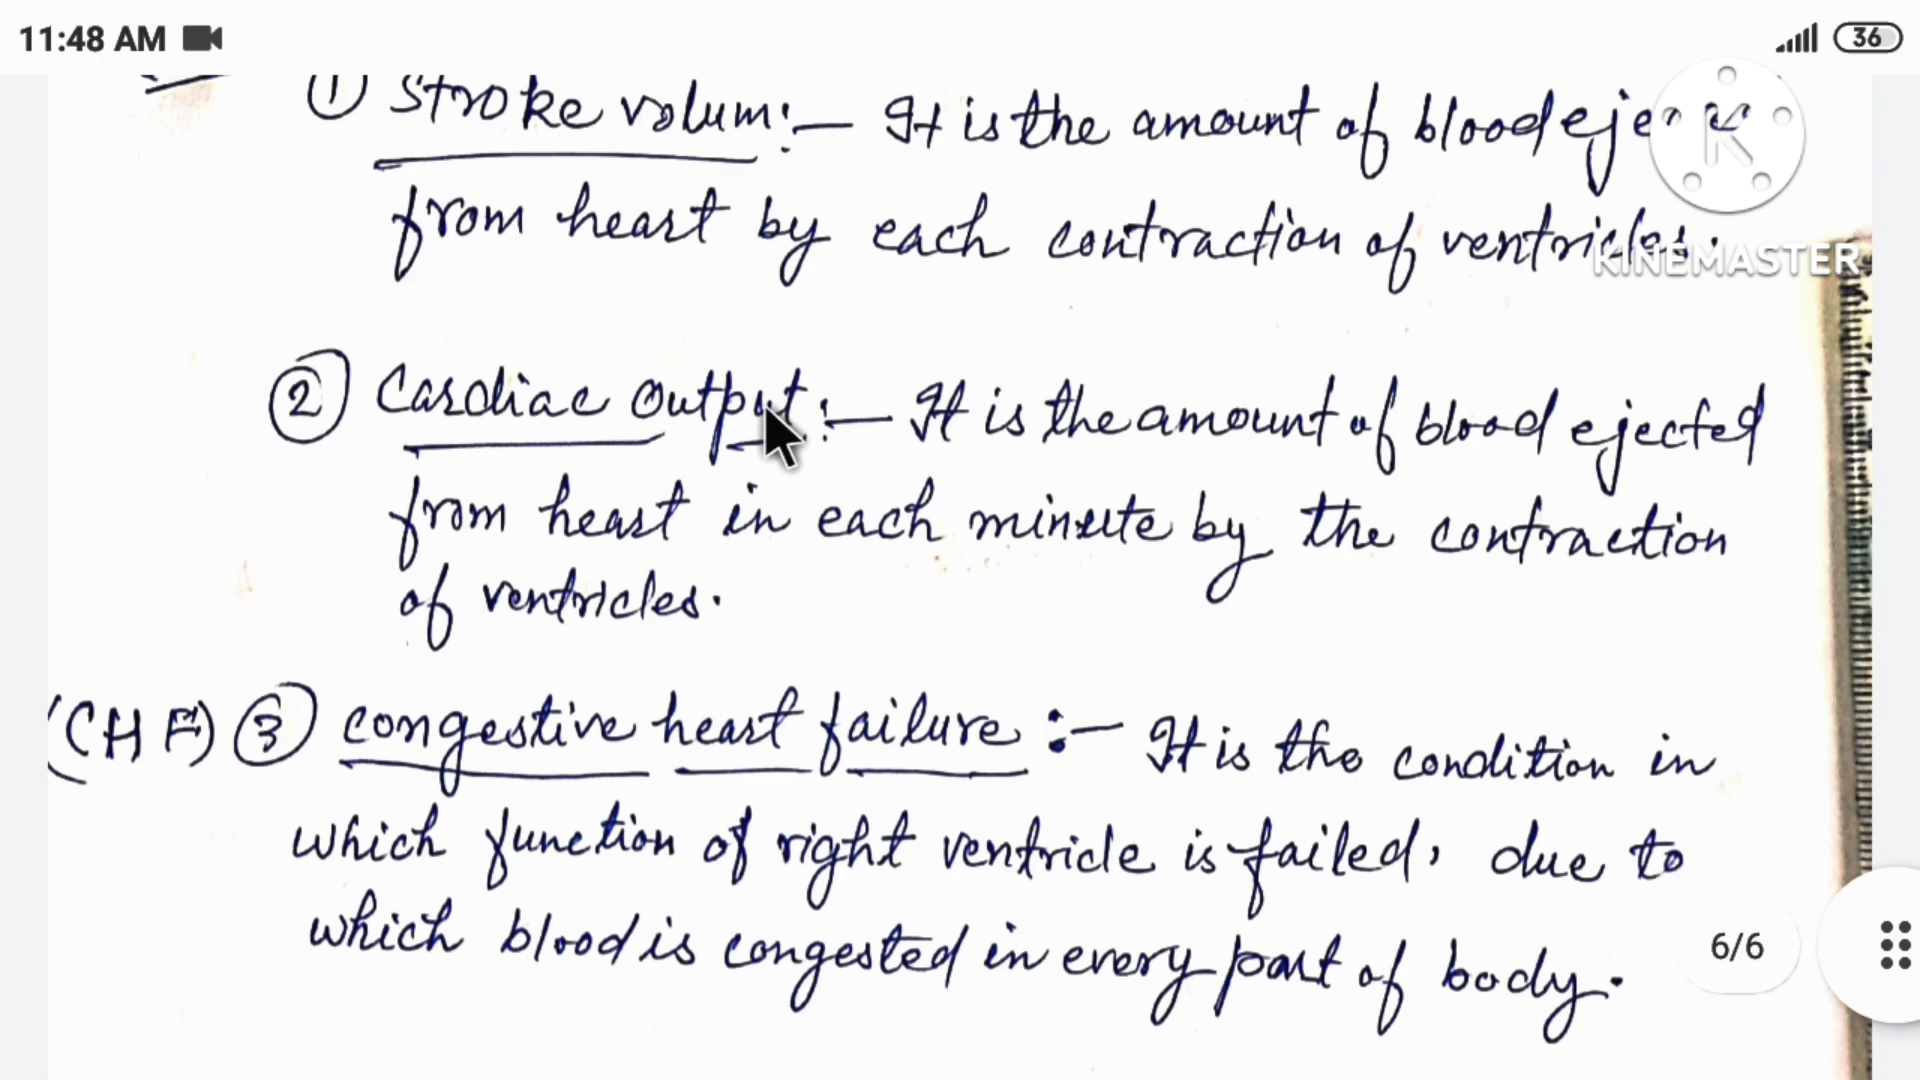 11:48 AM
36
① Stroke volum:— It is the amount of blood
from heart by each contraction of ventricles.
KINEMASTER
② Cardiac output:— It is the amount of blood ejected
from heart in each minute by the contraction
of ventricles.
(CHF) ③ congestive heart failure:— It is the condition in
which function of right ventricle is failed, due to
which blood is congested in every part of body.
6/6